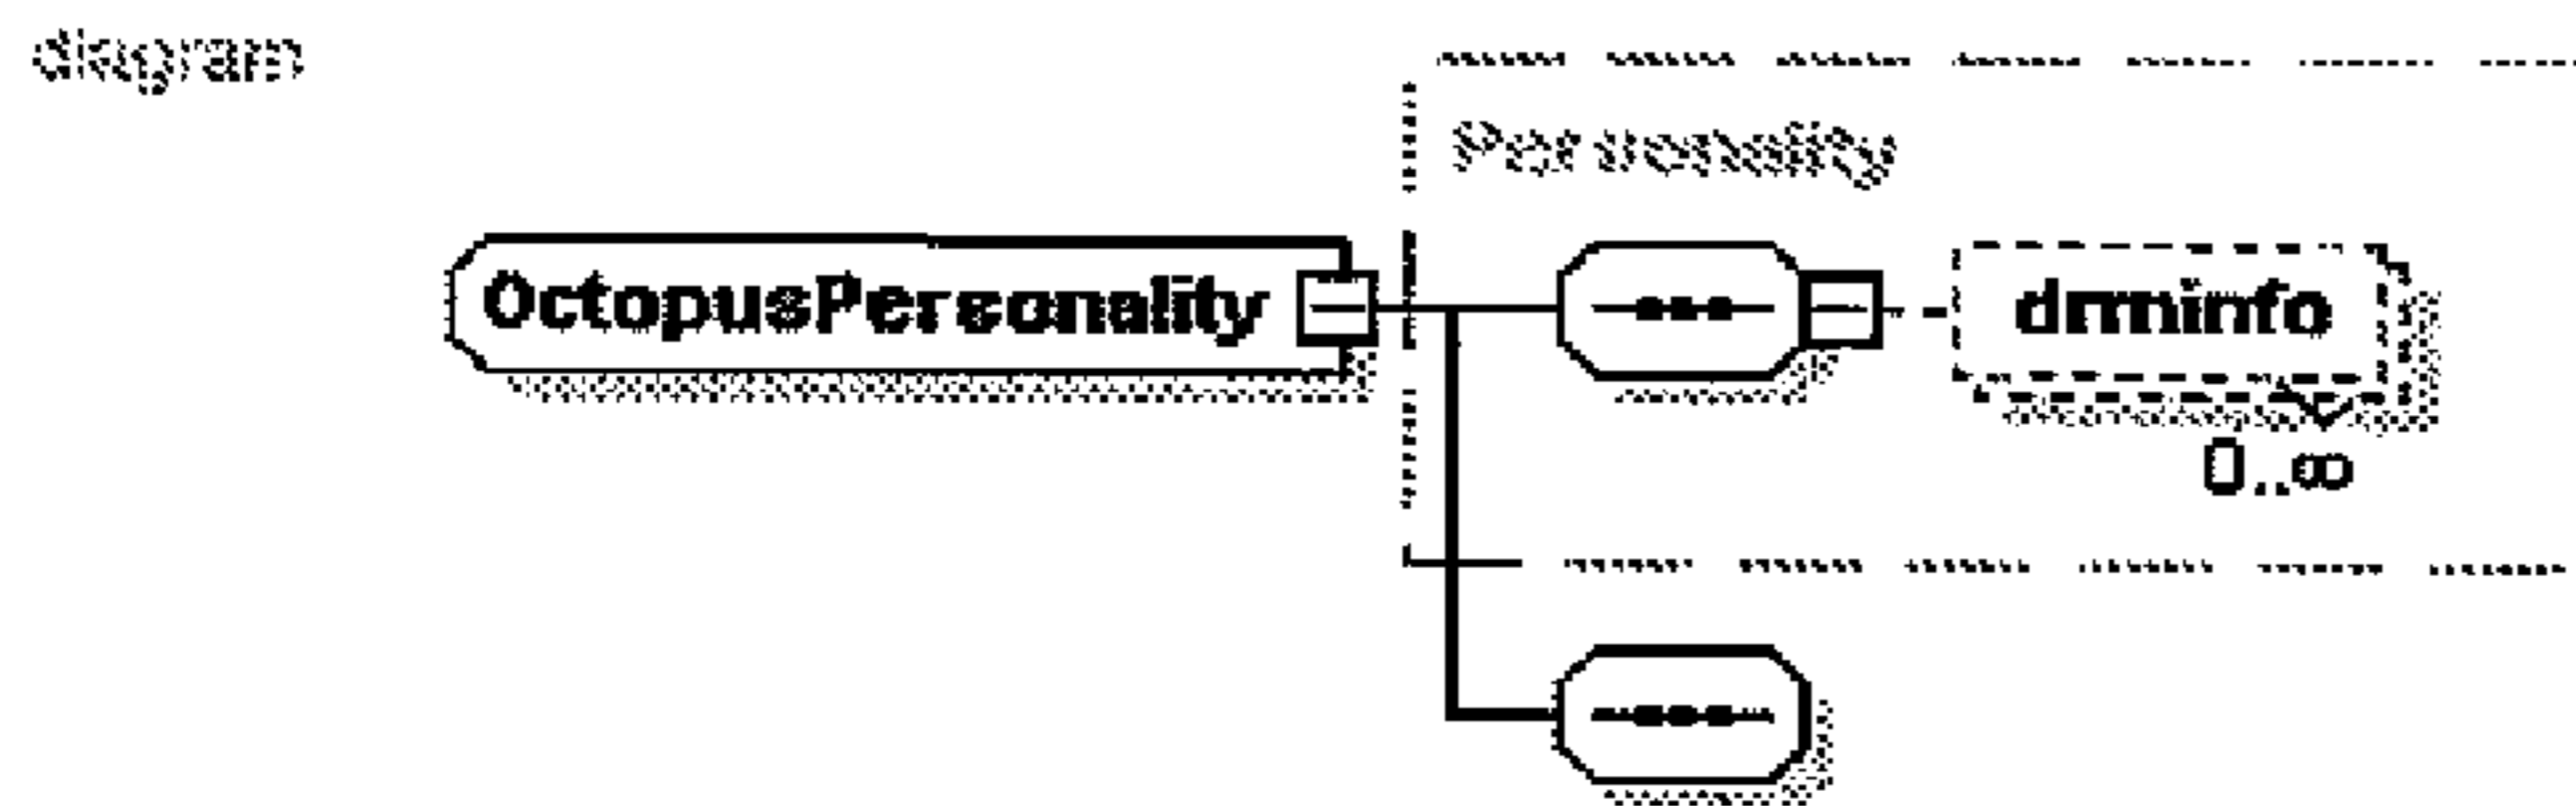 diagram
Personality
OctopusPersonality
drminfo
0..∞